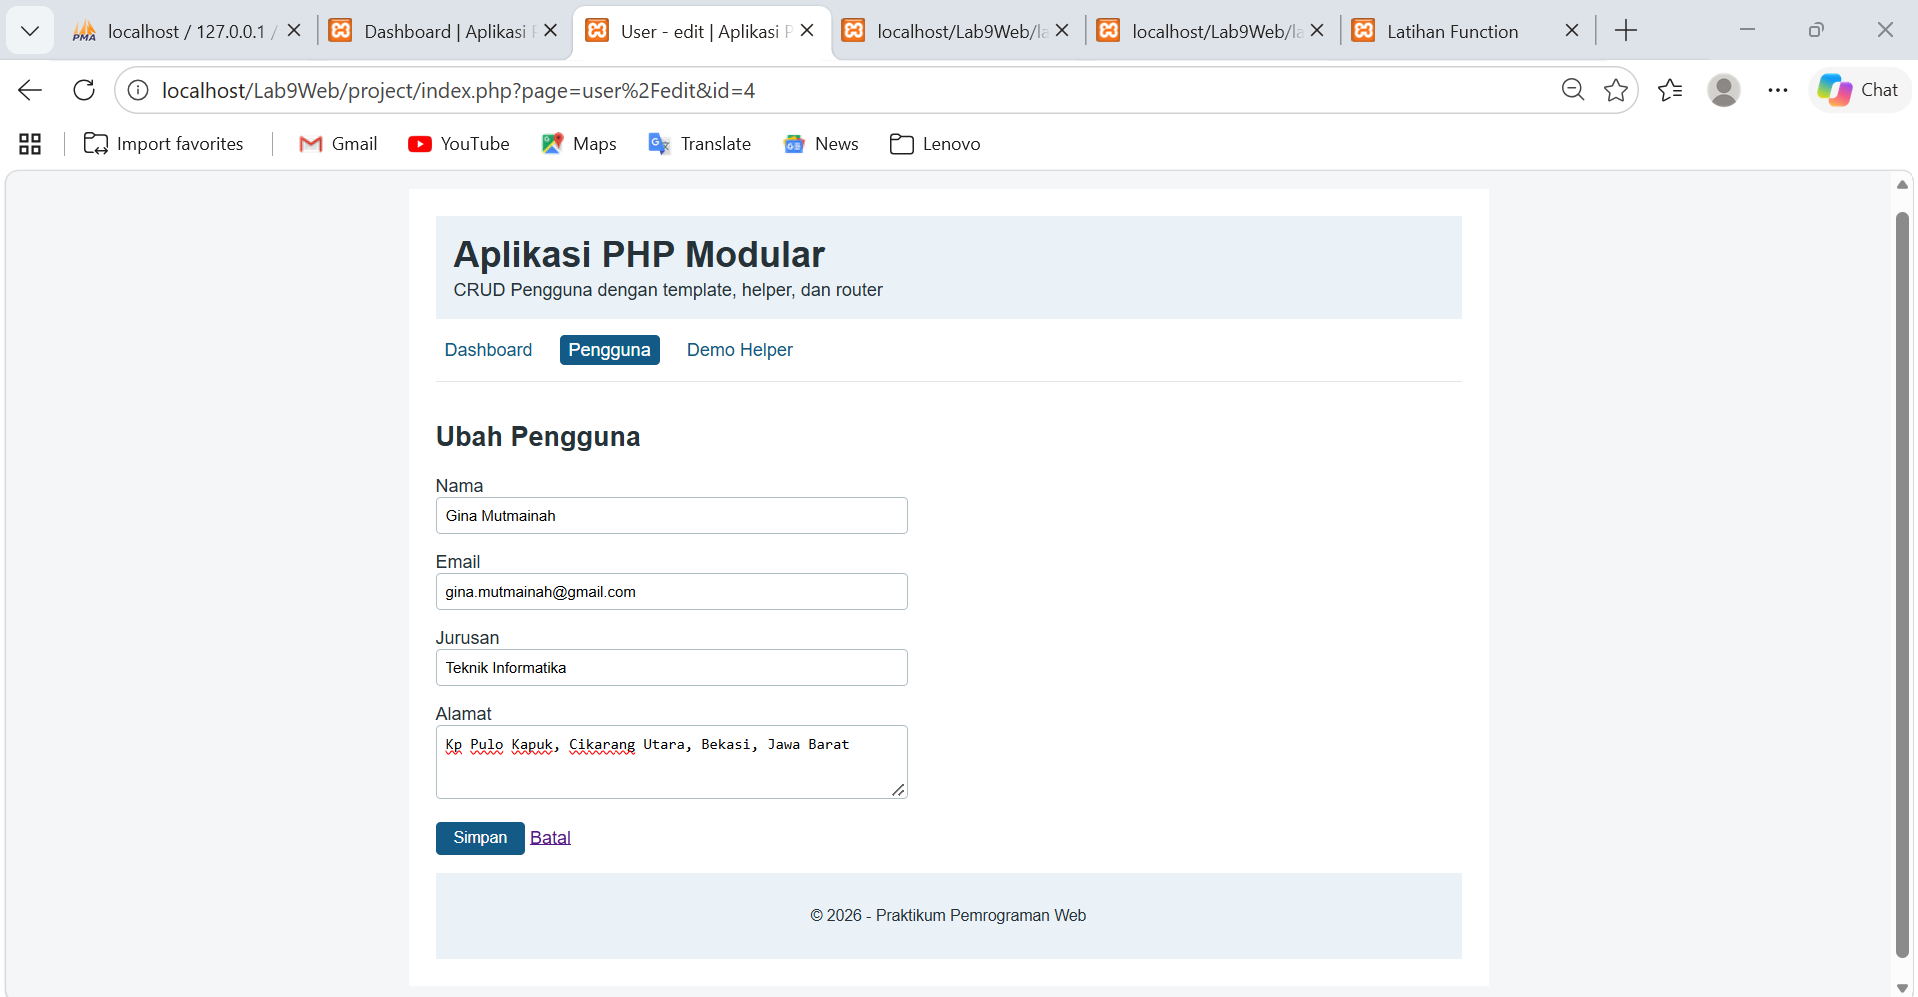 localhost / 127.0.0.1 /
Dashboard | Aplikasi
User - edit | Aplikasi P
localhost/Lab9Web/la
localhost/Lab9Web/la
Latihan Function
localhost/Lab9Web/project/index.php?page=user%2Fedit&id=4
Chat
Import favorites
Gmail
YouTube
Maps
Translate
News
Lenovo
Aplikasi PHP Modular
CRUD Pengguna dengan template, helper, dan router
Dashboard
Pengguna
Demo Helper
Ubah Pengguna
Nama
Gina Mutmainah
Email
gina.mutmainah@gmail.com
Jurusan
Teknik Informatika
Alamat
Kp Pulo Kapuk, Cikarang Utara, Bekasi, Jawa Barat
Simpan Batal
© 2026 - Praktikum Pemrograman Web